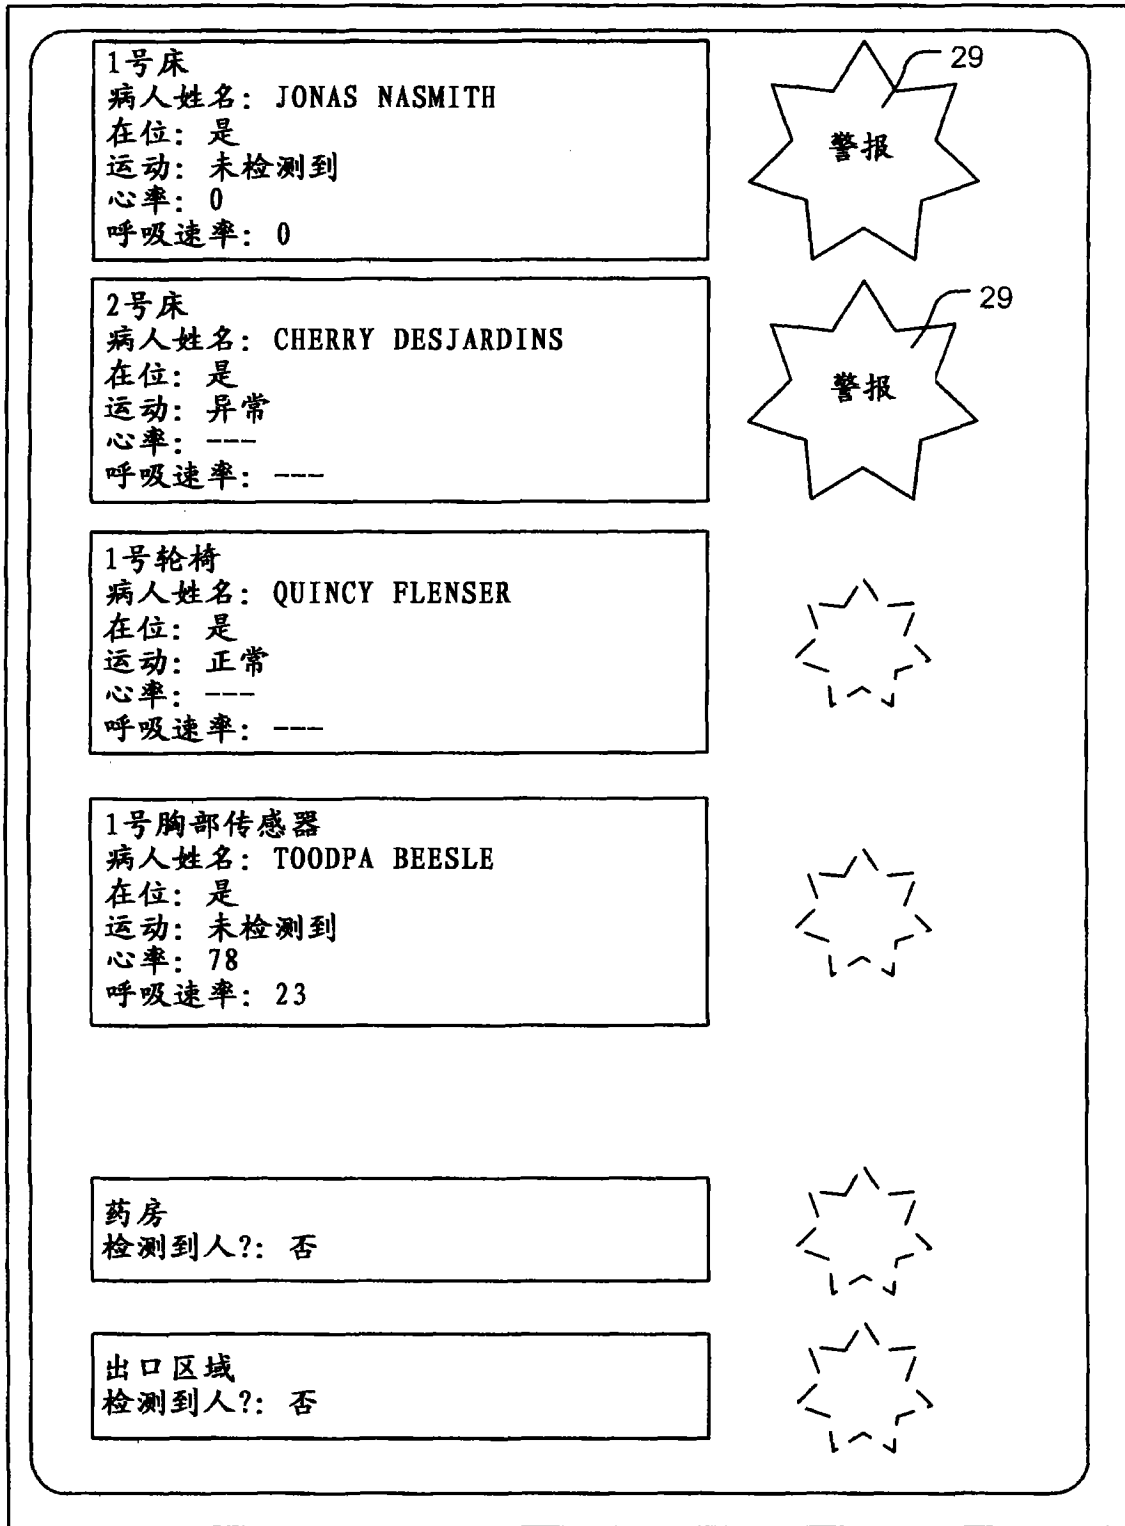 1号床
病人姓名: JONAS NASMITH
在位: 是
运动: 未检测到
心率: 0
呼吸速率: 0
29
警报
2号床
病人姓名: CHERRY DESJARDINS
在位: 是
运动: 异常
心率: ---
呼吸速率: ---
29
警报
1号轮椅
病人姓名: QUINCY FLENSER
在位: 是
运动: 正常
心率: ---
呼吸速率: ---
1号胸部传感器
病人姓名: TOODPA BEESLE
在位: 是
运动: 未检测到
心率: 78
呼吸速率: 23
药房
检测到人?: 否
出口区域
检测到人?: 否